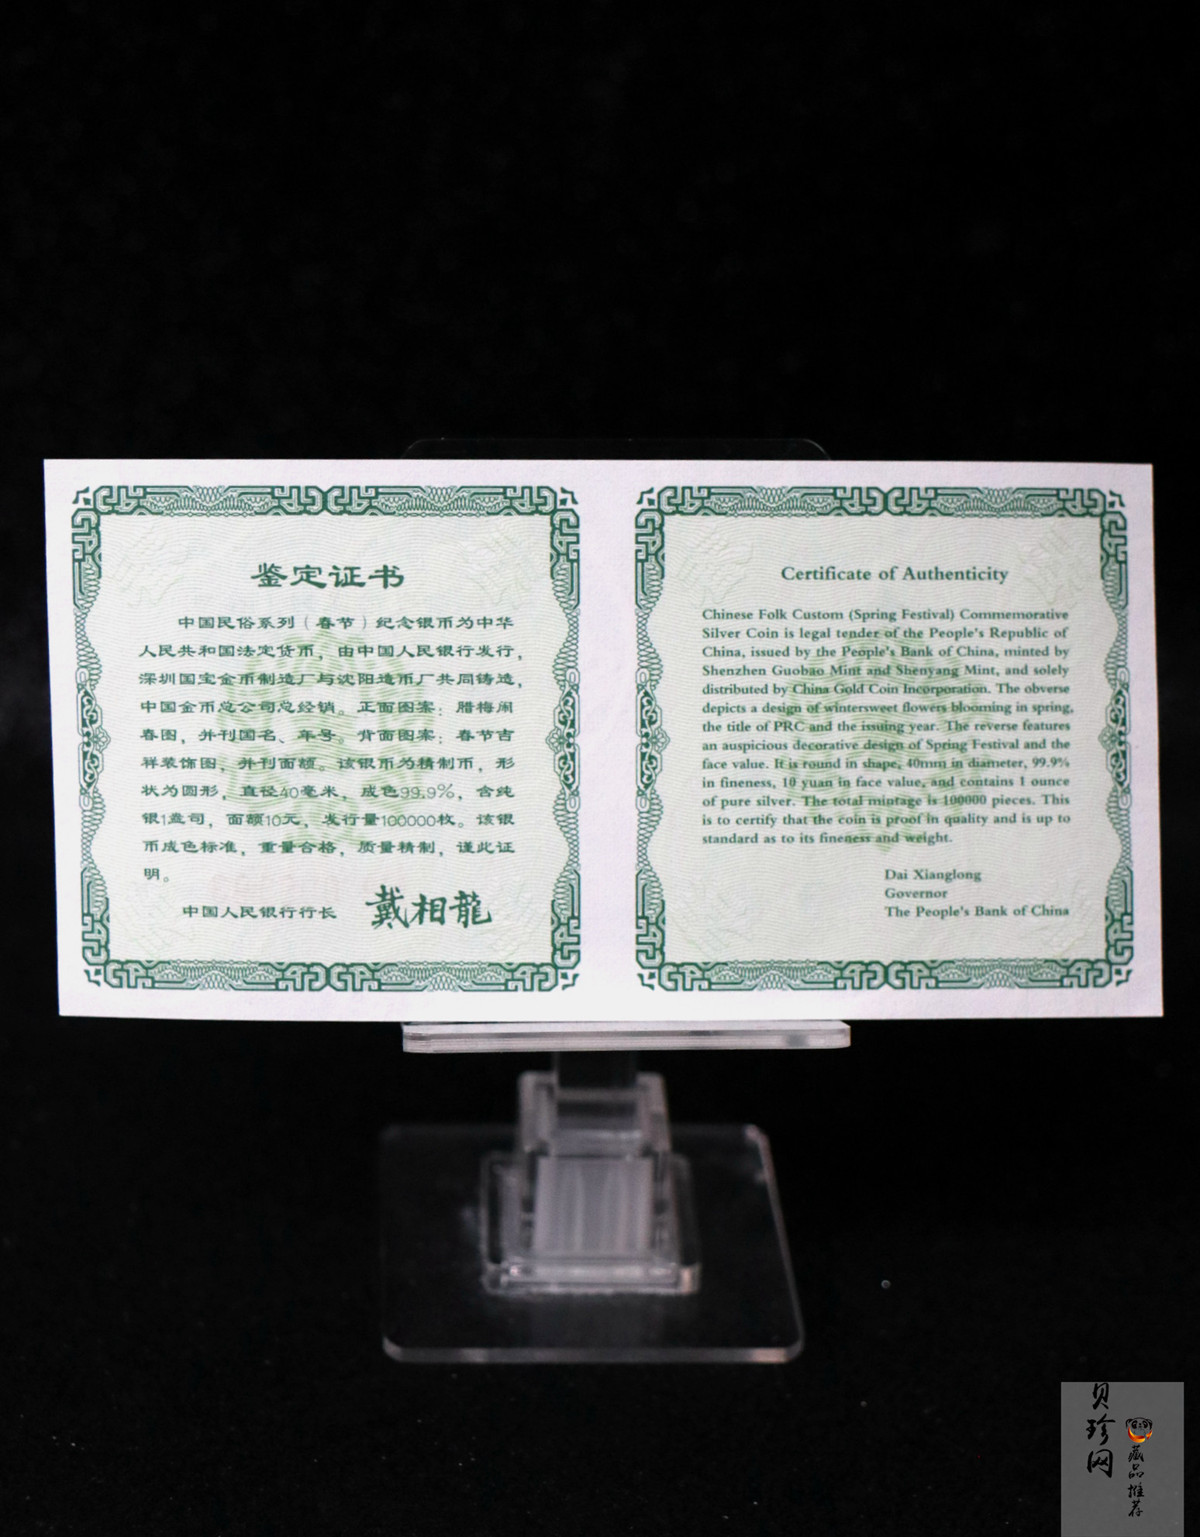 鉴定证书
中国民俗系列（春节）纪念银币为中华
人民共和国法定货币，由中国人民银行发行，
深圳国宝金币制造厂与沈阳造币厂共同铸造，
中国金币总公司总经销。正面图案：腊梅闹
春图，并刊国名、年号。背面图案：春节吉
祥装饰图，并刊面额。该银币为精制币，形
状为圆形，直径40毫米，成色99.9%，含纯
银1盎司，面额10元，发行量100000枚。该银
币成色标准，重量合格，质量精制，谨此证
明。
中国人民银行行长 戴相龍
Certificate of Authenticity
Chinese Folk Custom (Spring Festival) Commemorative
Silver Coin is legal tender of the People's Republic of
China, issued by the People's Bank of China, minted by
Shenzhen Guobao Mint and Shenyang Mint, and solely
distributed by China Gold Coin Incorporation. The obverse
depicts a design of wintersweet flowers blooming in spring,
the title of PRC and the issuing year. The reverse features
an auspicious decorative design of Spring Festival and the
face value. It is round in shape, 40mm in diameter, 99.9%
in fineness, 10 yuan in face value, and contains 1 ounce
of pure silver. The total mintage is 100000 pieces. This
is to certify that the coin is proof in quality and is up to
standard as to its fineness and weight.
Dai Xianglong
Governor
The People's Bank of China
贝珍网
藏品推荐